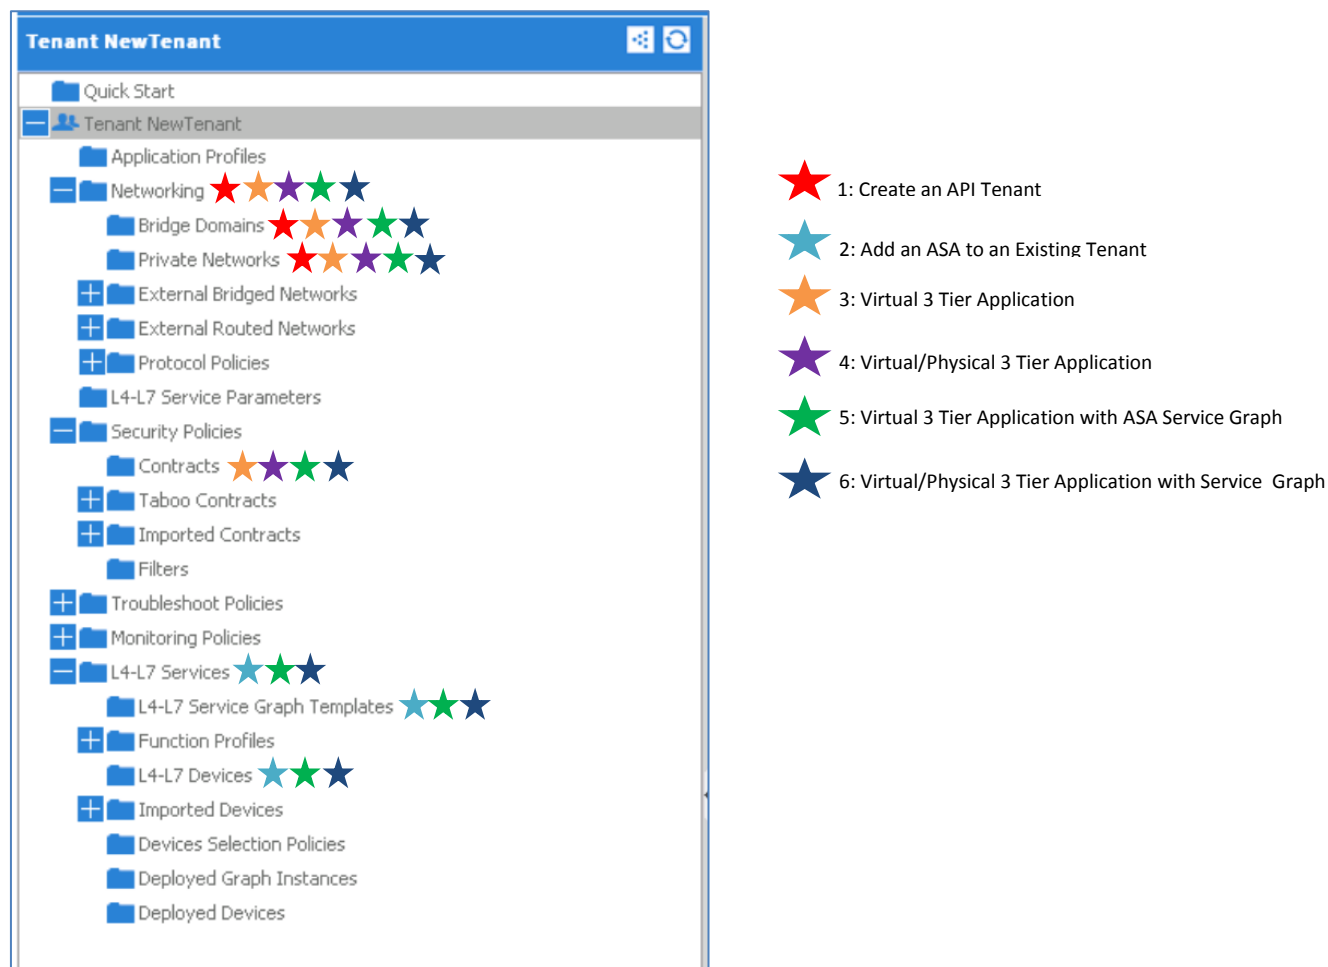 Tenant NewTenant
Quick Start
Tenant NewTenant
Application Profiles
Networking
Bridge Domains
Private Networks
External Bridged Networks
External Routed Networks
Protocol Policies
L4-L7 Service Parameters
Security Policies
Contracts
Taboo Contracts
Imported Contracts
Filters
Troubleshoot Policies
Monitoring Policies
L4-L7 Services
L4-L7 Service Graph Templates
Function Profiles
L4-L7 Devices
Imported Devices
Devices Selection Policies
Deployed Graph Instances
Deployed Devices
1: Create an API Tenant
2: Add an ASA to an Existing Tenant
3: Virtual 3 Tier Application
4: Virtual/Physical 3 Tier Application
5: Virtual 3 Tier Application with ASA Service Graph
6: Virtual/Physical 3 Tier Application with Service Graph